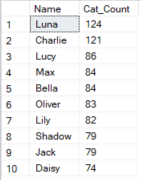 Name Cat_Count
1 Luna 124
2 Charlie 121
3 Lucy 86
4 Max 84
5 Bella 84
6 Oliver 83
7 Lily 82
8 Shadow 79
9 Jack 79
10 Daisy 74